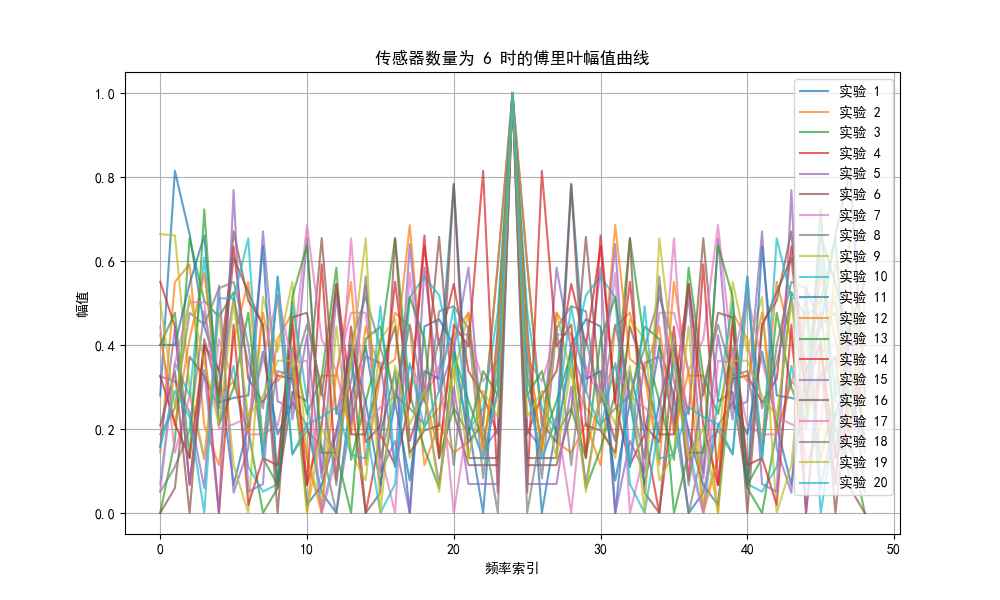 传感器数量为 6 时的傅里叶幅值曲线
1.0
0.8
0.6
0.4
0.2
0.0
幅值
0 10 20 30 40 50
频率索引
实验 1
实验 2
实验 3
实验 4
实验 5
实验 6
实验 7
实验 8
实验 9
实验 10
实验 11
实验 12
实验 13
实验 14
实验 15
实验 16
实验 17
实验 18
实验 19
实验 20